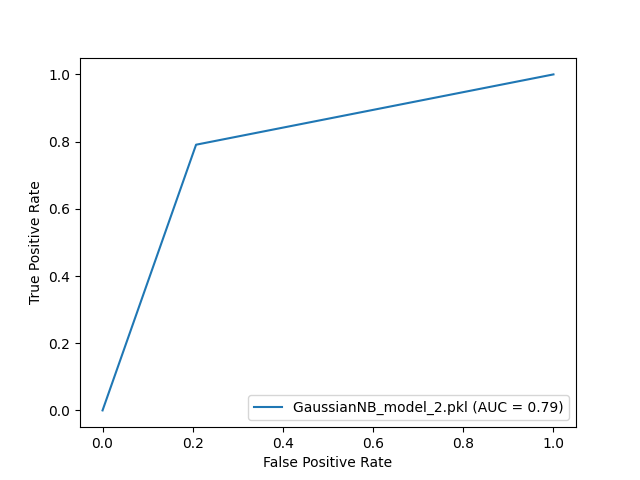 1.0
0.8
0.6
0.4
0.2
0.0
True Positive Rate
GaussianNB_model_2.pkl (AUC = 0.79)
0.0 0.2 0.4 0.6 0.8 1.0
False Positive Rate